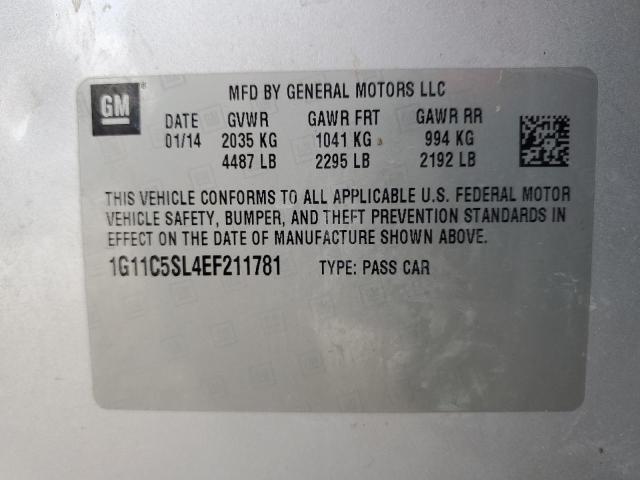 GM
MFD BY GENERAL MOTORS LLC
DATE GVWR GAWR FRT GAWR RR
01/14 2035 KG 1041 KG 994 KG
4487 LB 2295 LB 2192 LB
THIS VEHICLE CONFORMS TO ALL APPLICABLE U.S. FEDERAL MOTOR
VEHICLE SAFETY, BUMPER, AND THEFT PREVENTION STANDARDS IN
EFFECT ON THE DATE OF MANUFACTURE SHOWN ABOVE.
1G11C5SL4EF211781 TYPE: PASS CAR